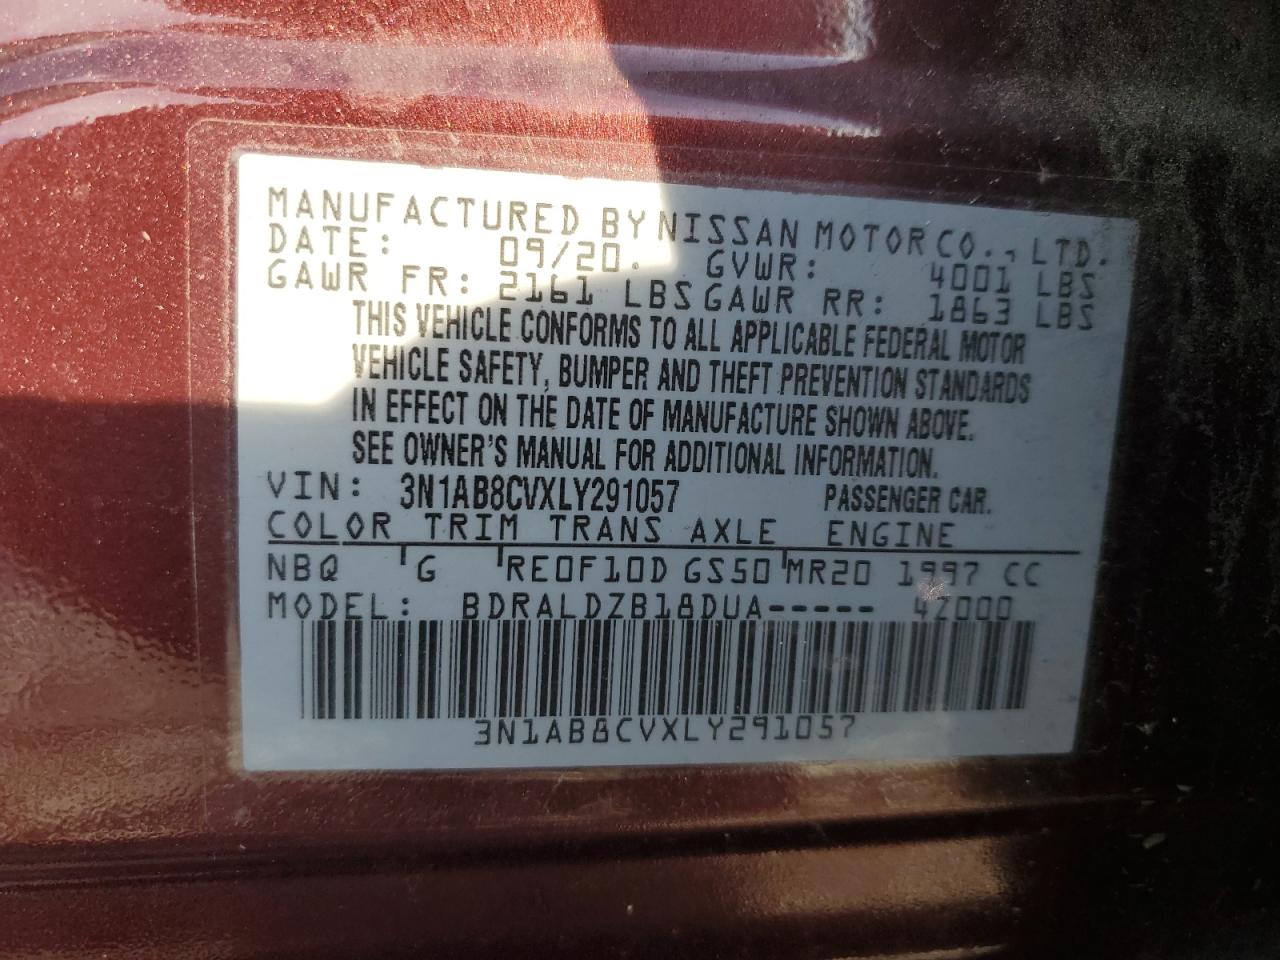 MANUFACTURED BY NISSAN MOTOR CO., LTD.
DATE: 09/20. GVWR: 4001 LBS
GAWR FR: 2161 LBS GAWR RR: 1863 LBS
THIS VEHICLE CONFORMS TO ALL APPLICABLE FEDERAL MOTOR
VEHICLE SAFETY, BUMPER AND THEFT PREVENTION STANDARDS
IN EFFECT ON THE DATE OF MANUFACTURE SHOWN ABOVE.
SEE OWNER'S MANUAL FOR ADDITIONAL INFORMATION.
VIN: 3N1AB8CVXLY291057 PASSENGER CAR.
COLOR TRIM TRANS AXLE ENGINE
NBQ G RE0F10D GS50 MR20 1997 CC
MODEL: BDRALDZB18DUA----- 42000
3N1AB8CVXLY291057